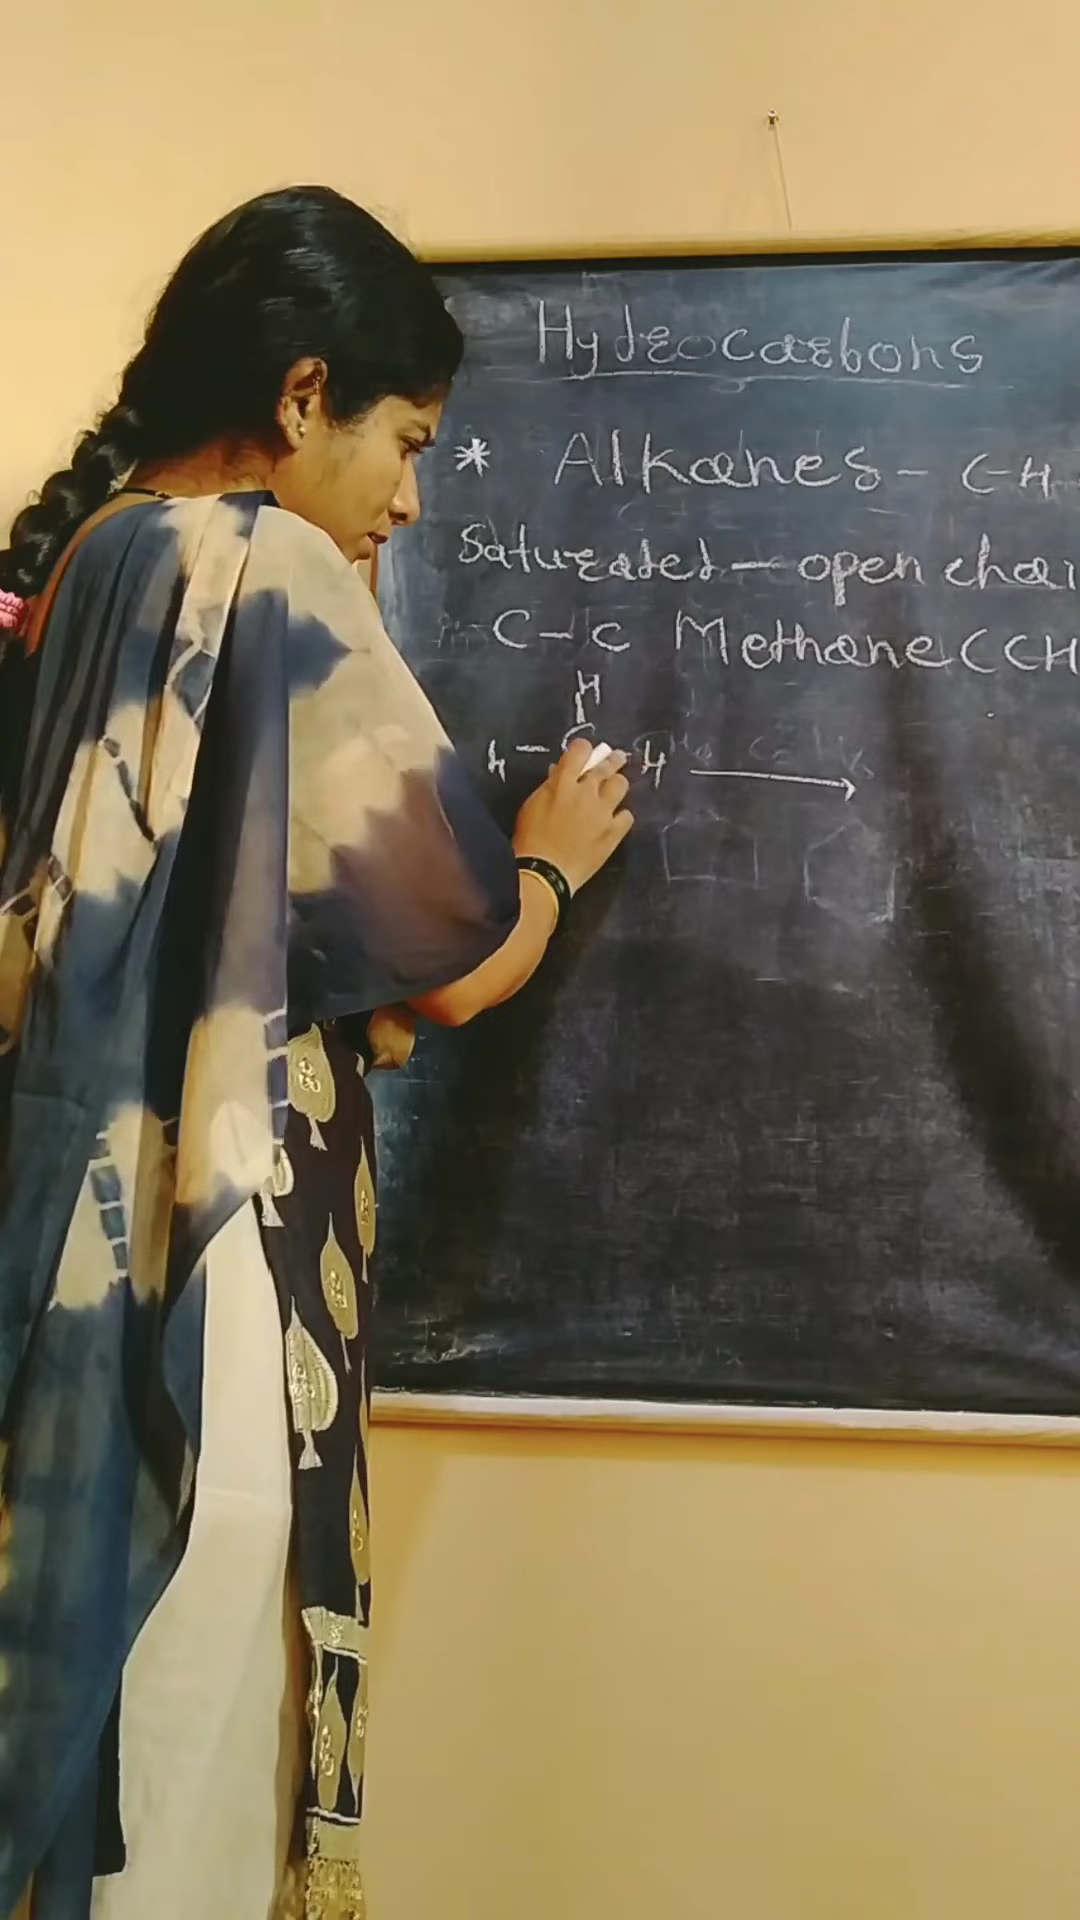 Hydrocarbons
* Alkanes - C-H
Saturated - open chai
C-C Methane (CH
H
H - C - H